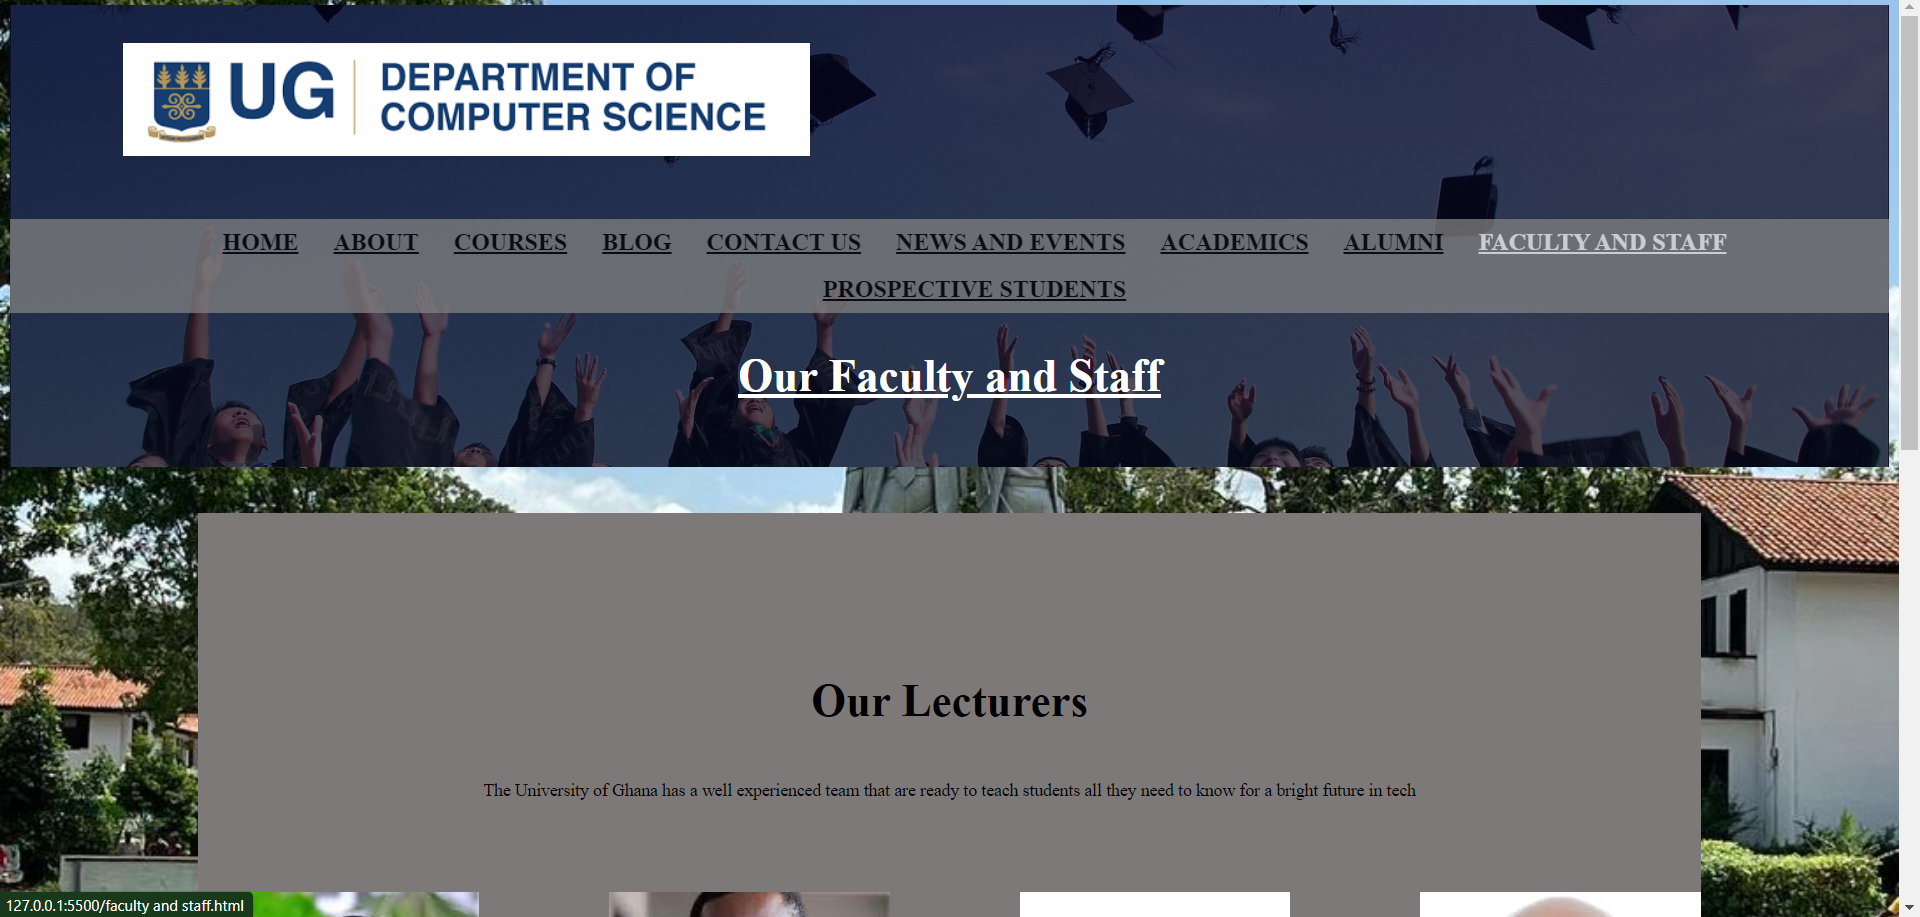 UG
DEPARTMENT OF
COMPUTER SCIENCE
HOME ABOUT COURSES BLOG CONTACT US NEWS AND EVENTS ACADEMICS ALUMNI FACULTY AND STAFF
PROSPECTIVE STUDENTS
Our Faculty and Staff
Our Lecturers
The University of Ghana has a well experienced team that are ready to teach students all they need to know for a bright future in tech
127.0.0.1:5500/faculty and staff.html